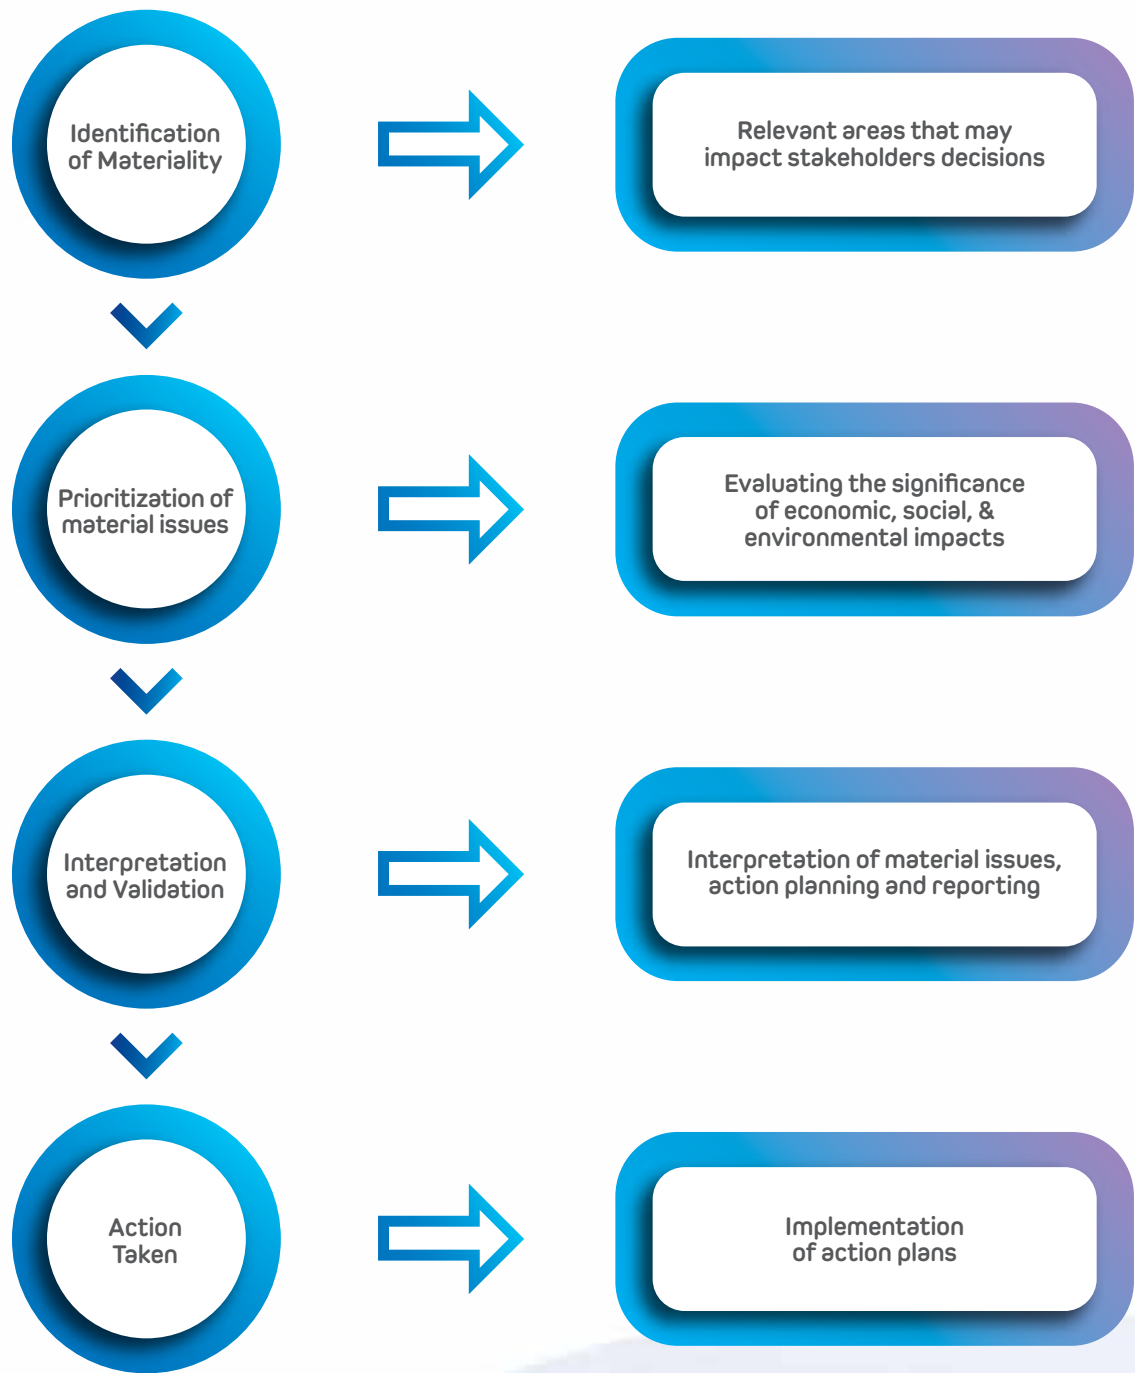 Identification
of Materiality
Relevant areas that may
impact stakeholders decisions
Prioritization of
material issues
Evaluating the significance
of economic, social, &
environmental impacts
Interpretation
and Validation
Interpretation of material issues,
action planning and reporting
Action
Taken
Implementation
of action plans